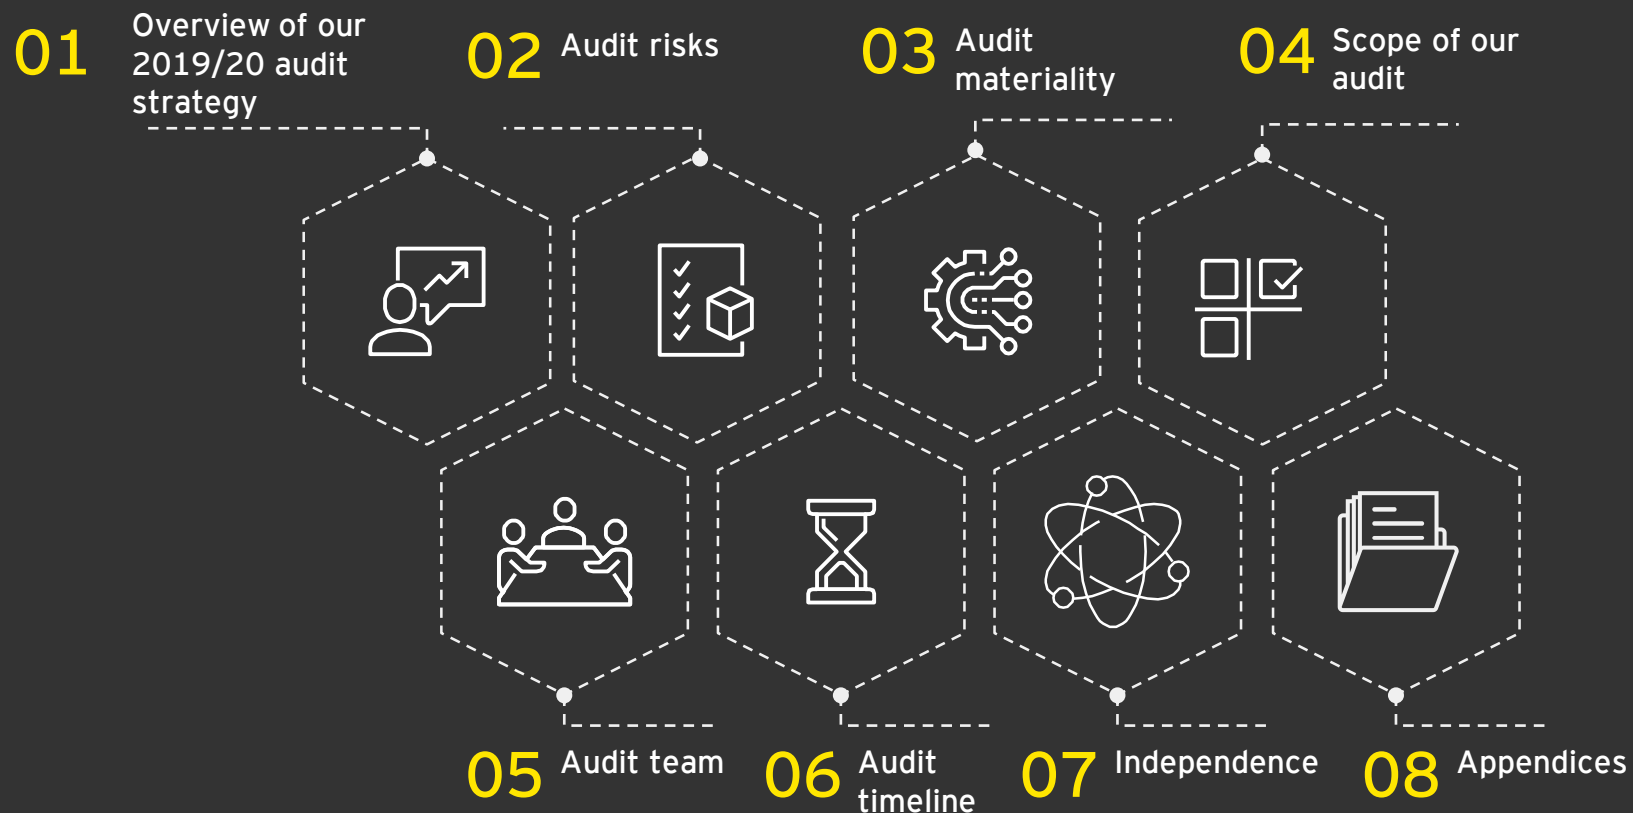 01
Overview of our
2019/20 audit
strategy
02
Audit risks
03
Audit
materiality
04
Scope of our
audit
05
Audit team
06
Audit
timeline
07
Independence
08
Appendices